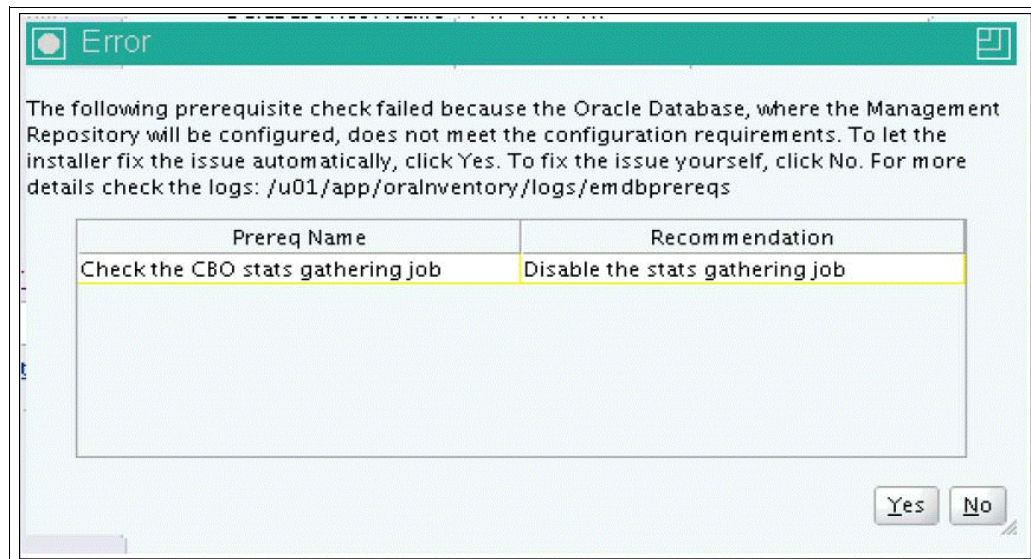 Error
The following prerequisite check failed because the Oracle Database, where the Management
Repository will be configured, does not meet the configuration requirements. To let the
installer fix the issue automatically, click Yes. To fix the issue yourself, click No. For more
details check the logs: /u01/app/oraInventory/logs/emdbprereqs
Prereq Name Recommendation
Check the CBO stats gathering job Disable the stats gathering job
Yes No